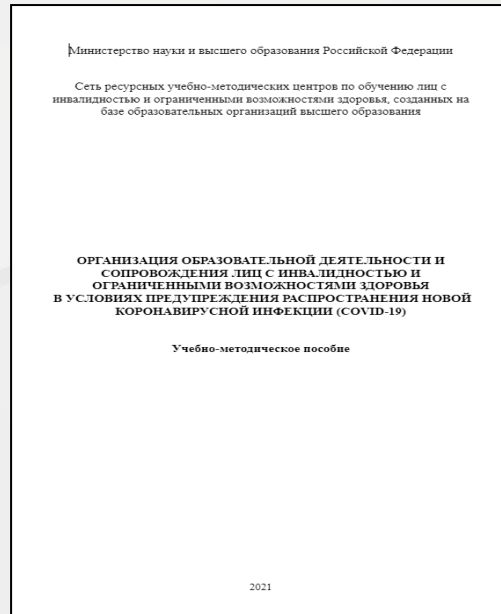 Министерство науки и высшего образования Российской Федерации
Сеть ресурсных учебно-методических центров по обучению лиц с
инвалидностью и ограниченными возможностями здоровья, созданных на
базе образовательных организаций высшего образования
ОРГАНИЗАЦИЯ ОБРАЗОВАТЕЛЬНОЙ ДЕЯТЕЛЬНОСТИ И
СОПРОВОЖДЕНИЯ ЛИЦ С ИНВАЛИДНОСТЬЮ И
ОГРАНИЧЕННЫМИ ВОЗМОЖНОСТЯМИ ЗДОРОВЬЯ
В УСЛОВИЯХ ПРЕДУПРЕЖДЕНИЯ РАСПРОСТРАНЕНИЯ НОВОЙ
КОРОНАВИРУСНОЙ ИНФЕКЦИИ (COVID-19)
Учебно-методическое пособие
2021